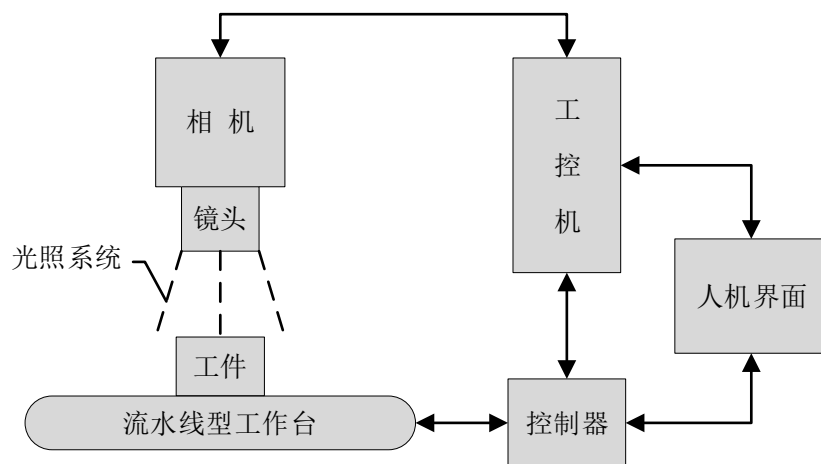 相 机
工
控
机
镜头
光照系统
人机界面
工件
流水线型工作台
控制器